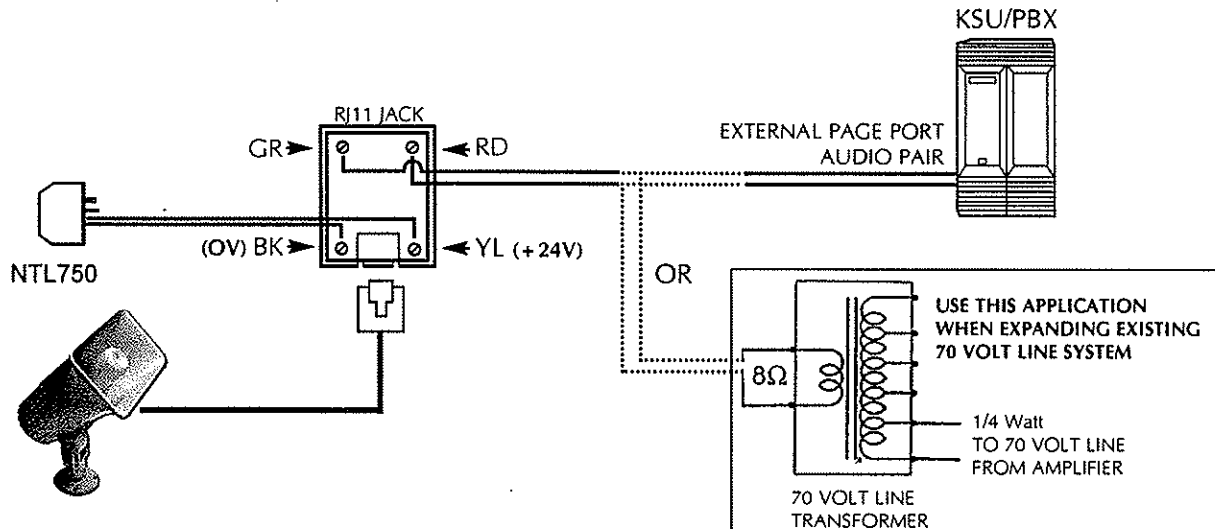 KSU/PBX
RJ11 JACK
GR
RD
EXTERNAL PAGE PORT
AUDIO PAIR
(OV) BK
YL (+24V)
NTL750
OR
USE THIS APPLICATION
WHEN EXPANDING EXISTING
70 VOLT LINE SYSTEM
8Ω
1/4 Watt
TO 70 VOLT LINE
FROM AMPLIFIER
70 VOLT LINE
TRANSFORMER